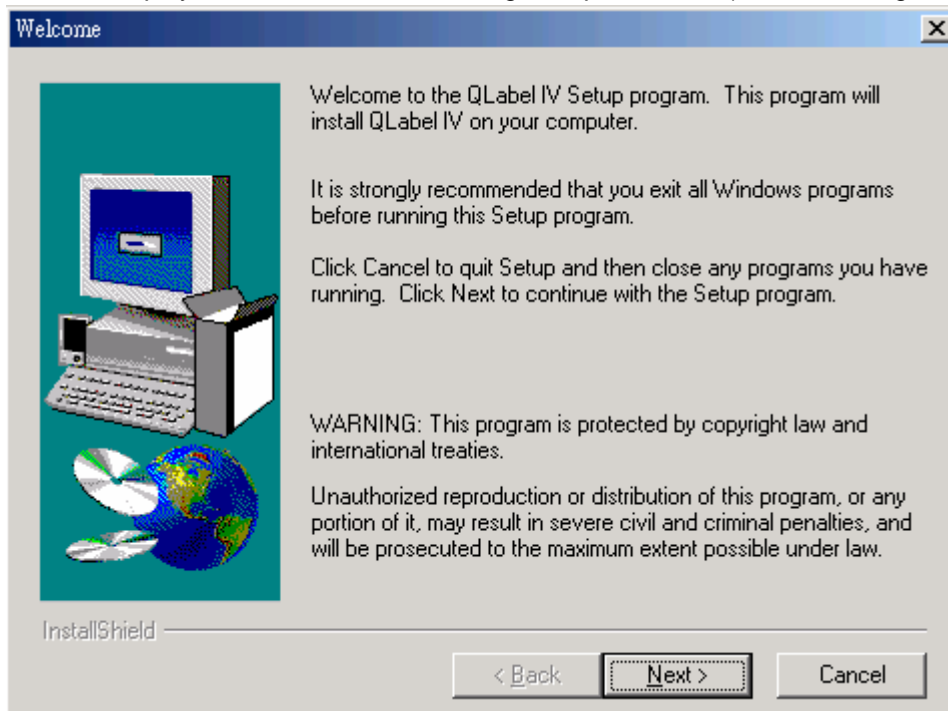 Welcome
Welcome to the QLabel IV Setup program. This program will
install QLabel IV on your computer.
It is strongly recommended that you exit all Windows programs
before running this Setup program.
Click Cancel to quit Setup and then close any programs you have
running. Click Next to continue with the Setup program.
WARNING: This program is protected by copyright law and
international treaties.
Unauthorized reproduction or distribution of this program, or any
portion of it, may result in severe civil and criminal penalties, and
will be prosecuted to the maximum extent possible under law.
InstallShield
< Back
Next >
Cancel